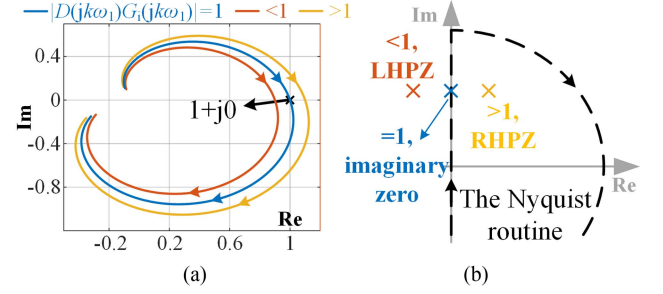 |D(jkω₁)Gᵢ(jkω₁)|=1 <1 >1
Im
0.4
0
-0.4
-0.8
1+j0
Re
-0.2 0.2 0.6 1
(a)
Im
<1,
LHPZ
>1,
RHPZ
=1,
imaginary
zero
Re
The Nyquist
routine
(b)